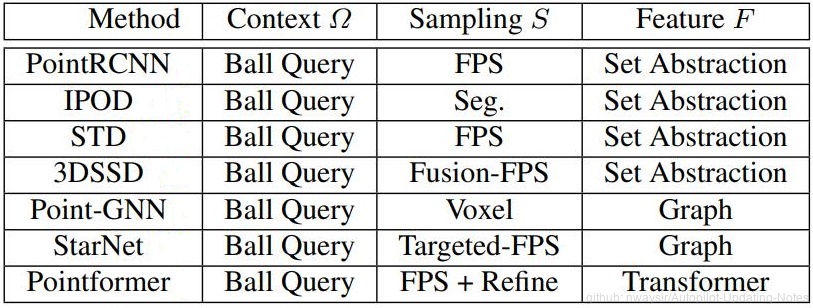 Method Context Ω Sampling S Feature F
PointRCNN Ball Query FPS Set Abstraction
IPOD Ball Query Seg. Set Abstraction
STD Ball Query FPS Set Abstraction
3DSSD Ball Query Fusion-FPS Set Abstraction
Point-GNN Ball Query Voxel Graph
StarNet Ball Query Targeted-FPS Graph
Pointformer Ball Query FPS + Refine Transformer
github: nwaysir/Autopilot-Updating-Notes